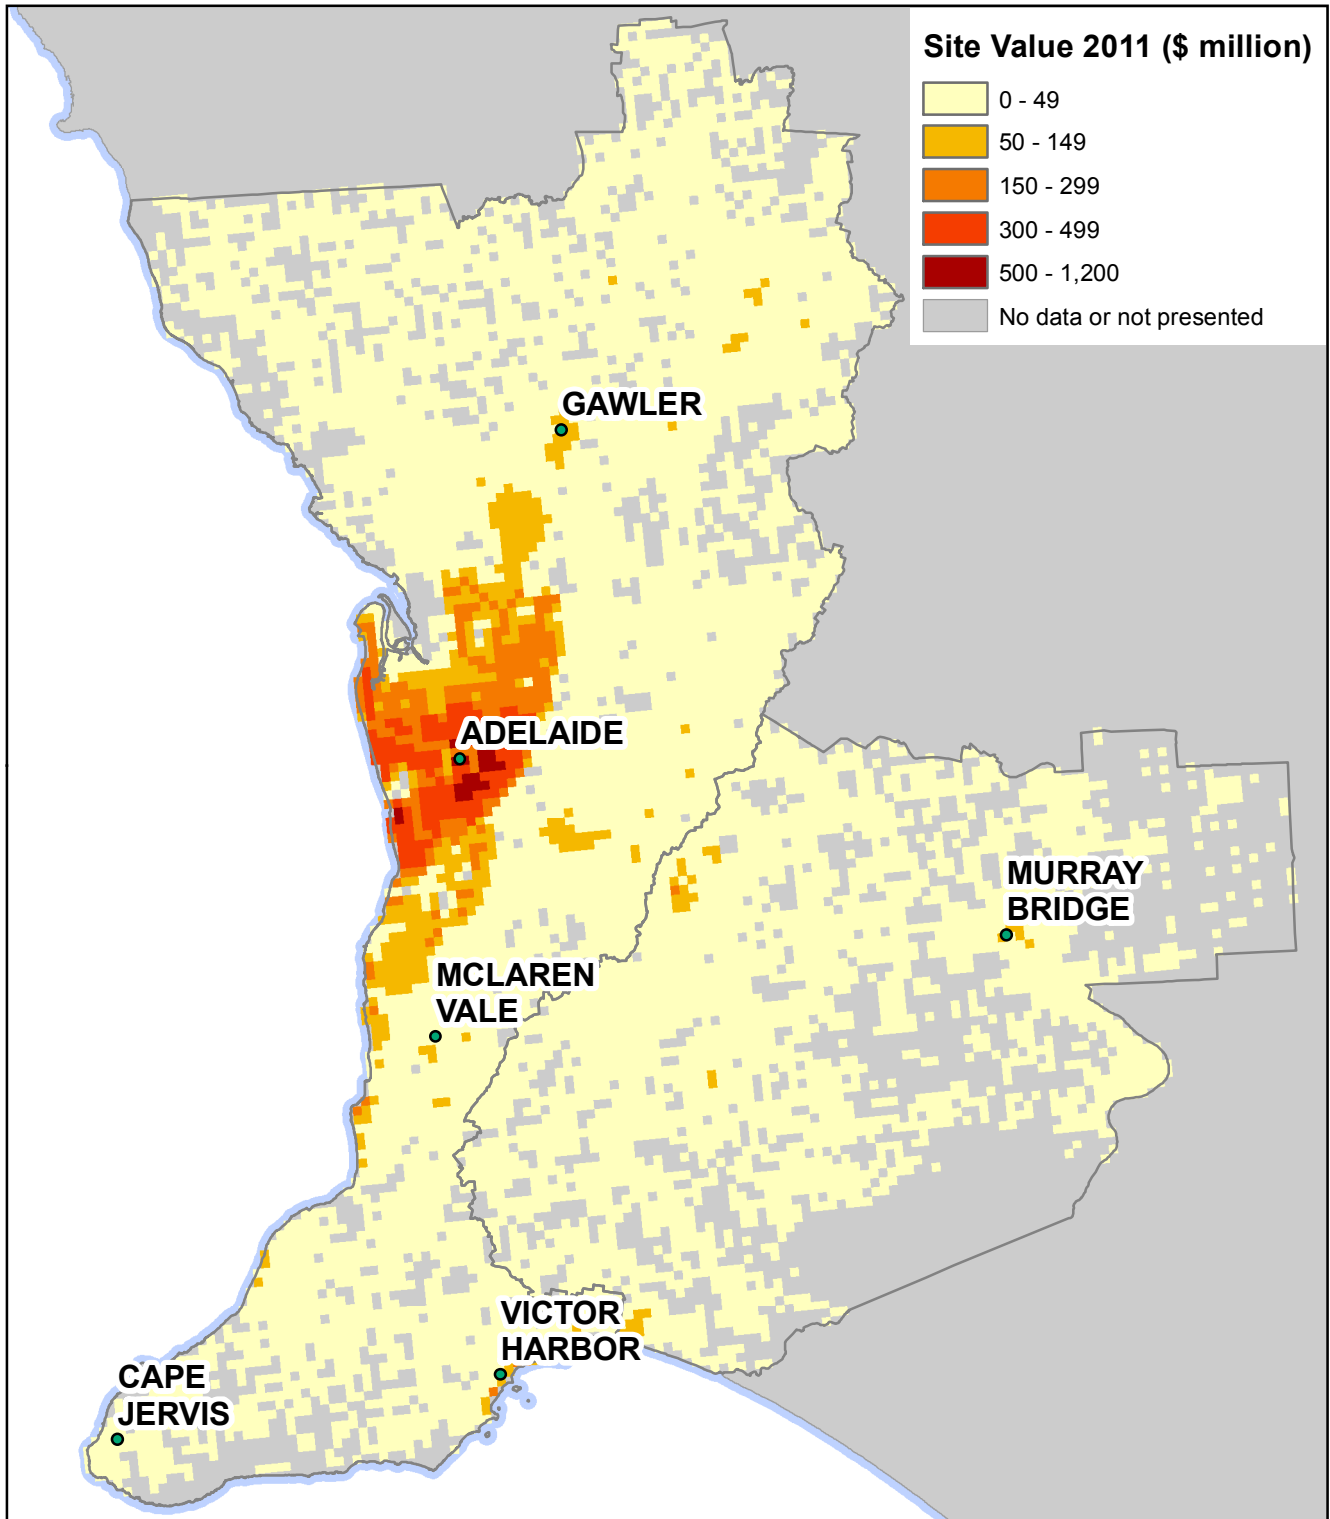 Site Value 2011 ($ million)
0 - 49
50 - 149
150 - 299
300 - 499
500 - 1,200
No data or not presented
GAWLER
ADELAIDE
MURRAY
BRIDGE
MCLAREN
VALE
VICTOR
HARBOR
CAPE
JERVIS